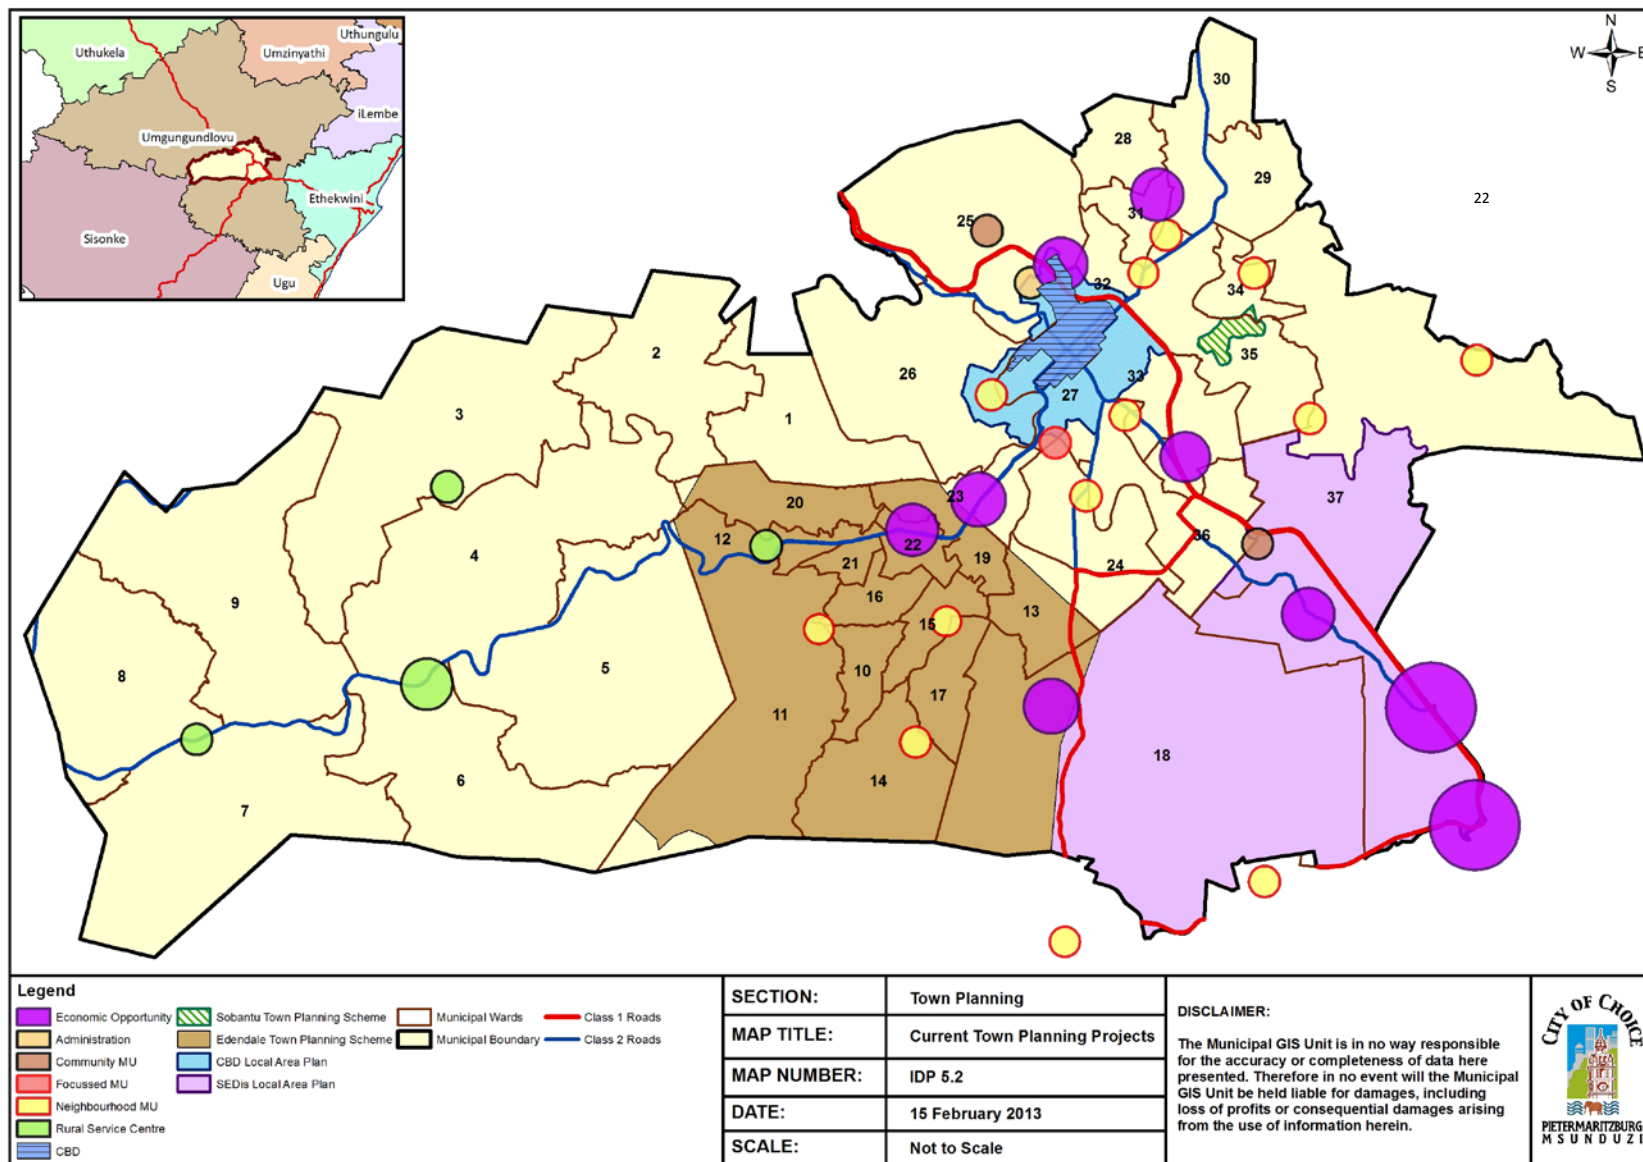 Uthungulu
Uthukela
Umzinyathi
iLembe
Umgungundlovu
Ethekwini
Sisonke
Ugu
N
W E
S
30
28
29
22
31
25
32
34
35
2
26
33
27
3
1
37
20
23
12
22
36
4
21
19
24
16
9
13
15
5
10
8
17
11
18
6
14
7
Legend
Economic Opportunity
Administration
Community MU
Focussed MU
Neighbourhood MU
Rural Service Centre
CBD
Sobantu Town Planning Scheme
Edendale Town Planning Scheme
CBD Local Area Plan
SEDis Local Area Plan
Municipal Wards
Municipal Boundary
Class 1 Roads
Class 2 Roads
SECTION: Town Planning
MAP TITLE: Current Town Planning Projects
MAP NUMBER: IDP 5.2
DATE: 15 February 2013
SCALE: Not to Scale
DISCLAIMER:
The Municipal GIS Unit is in no way responsible
for the accuracy or completeness of data here
presented. Therefore in no event will the Municipal
GIS Unit be held liable for damages, including
loss of profits or consequential damages arising
from the use of information herein.
CITY OF CHOICE
PIETERMARITZBURG
MSUNDUZI